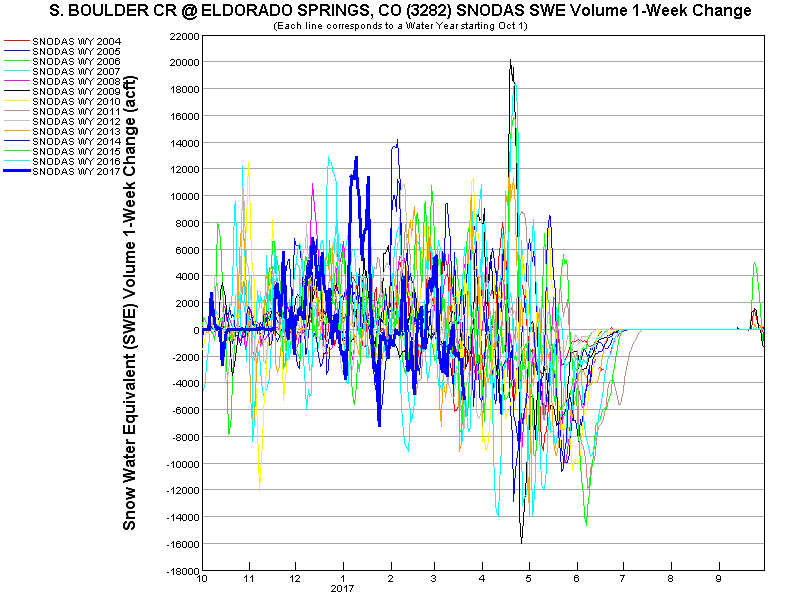 S. BOULDER CR @ ELDORADO SPRINGS, CO (3282) SNODAS SWE Volume 1-Week Change
(Each line corresponds to a Water Year starting Oct 1)
SNODAS WY 2004
SNODAS WY 2005
SNODAS WY 2006
SNODAS WY 2007
SNODAS WY 2008
SNODAS WY 2009
SNODAS WY 2010
SNODAS WY 2011
SNODAS WY 2012
SNODAS WY 2013
SNODAS WY 2014
SNODAS WY 2015
SNODAS WY 2016
SNODAS WY 2017
Snow Water Equivalent (SWE) Volume 1-Week Change (acft)
22000
20000
18000
16000
14000
12000
10000
8000
6000
4000
2000
0
-2000
-4000
-6000
-8000
-10000
-12000
-14000
-16000
-18000
10 11 12 1 2 3 4 5 6 7 8 9
2017